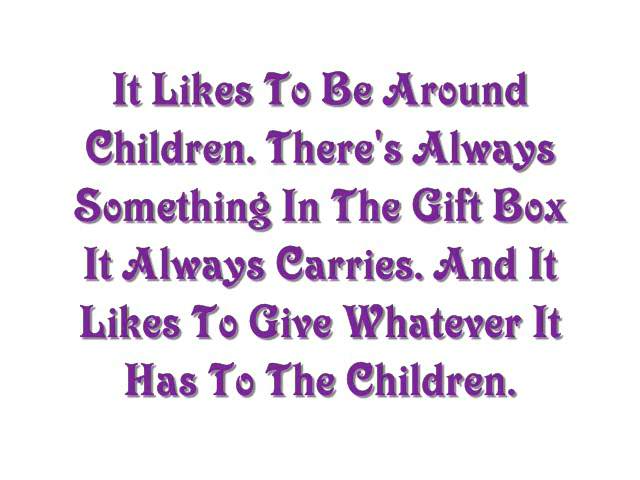 It Likes To Be Around
Children. There's Always
Something In The Gift Box
It Always Carries. And It
Likes To Give Whatever It
Has To The Children.